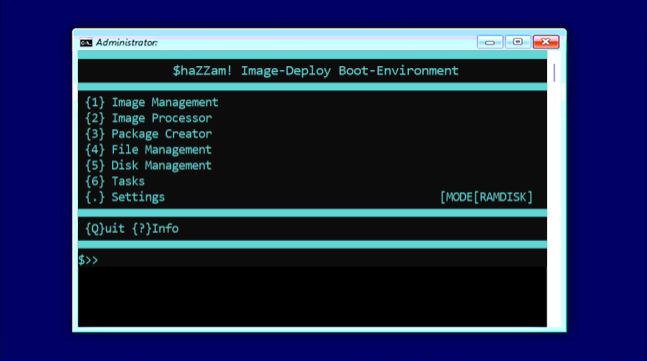 Administrator:
$haZZam! Image-Deploy Boot-Environment
{1} Image Management
{2} Image Processor
{3} Package Creator
{4} File Management
{5} Disk Management
{6} Tasks
{.} Settings [MODE[RAMDISK]
{Q}uit {?}Info
$>>